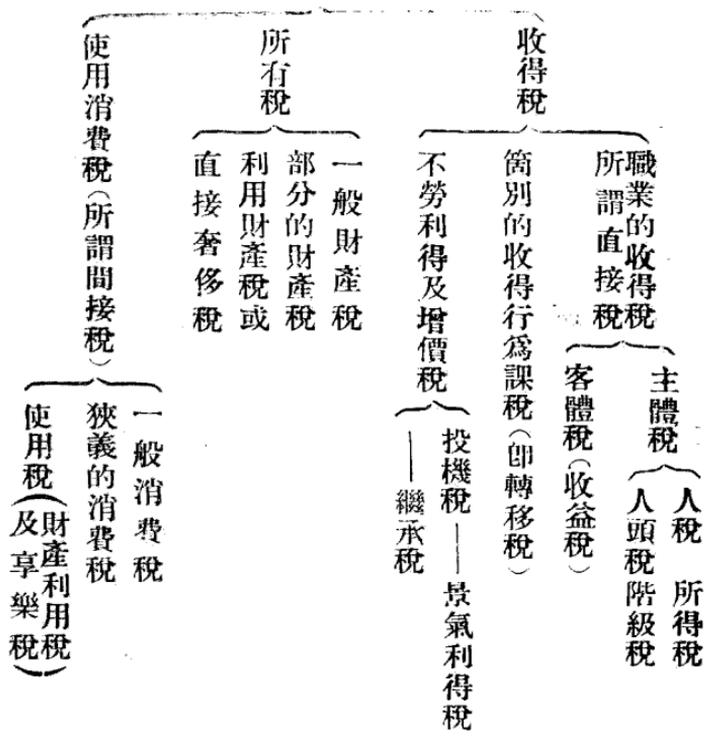 收得稅
職業的收得稅
所謂直接稅
主體稅
人稅　所得稅
人頭稅階級稅
客體稅（收益稅）
箇別的收得行爲課稅（卽轉移稅）
不勞利得及增價稅
投機稅——景氣利得稅
——繼承稅
所有稅
一般財產稅
部分的財產稅
利用財產稅或
直接奢侈稅
使用消費稅（所謂間接稅）
一般消費稅
狹義的消費稅
使用稅（財產利用稅
及享樂稅）